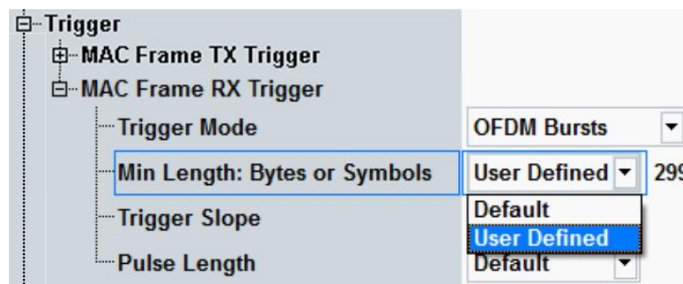 Trigger
MAC Frame TX Trigger
MAC Frame RX Trigger
Trigger Mode OFDM Bursts
Min Length: Bytes or Symbols User Defined 299
Default
Trigger Slope
User Defined
Pulse Length Default